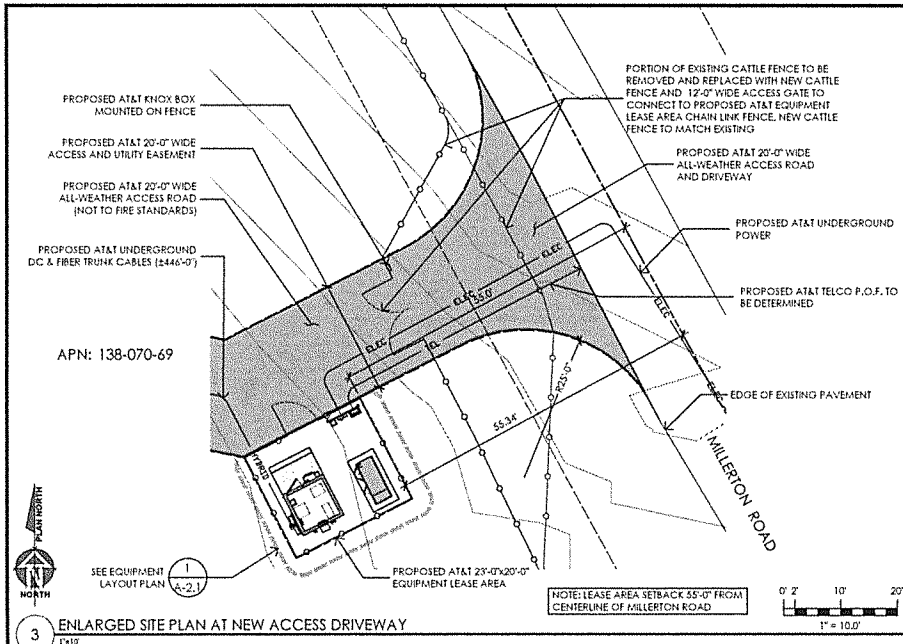 PROPOSED AT&T KNOX BOX
MOUNTED ON FENCE
PROPOSED AT&T 20'-0" WIDE
ACCESS AND UTILITY EASEMENT
PROPOSED AT&T 20'-0" WIDE
ALL-WEATHER ACCESS ROAD
(NOT TO FIRE STANDARDS)
PROPOSED AT&T UNDERGROUND
DC & FIBER TRUNK CABLES (±446'-0")
APN: 138-070-69
PORTION OF EXISTING CATTLE FENCE TO BE
REMOVED AND REPLACED WITH NEW CATTLE
FENCE AND 12'-0" WIDE ACCESS GATE TO
CONNECT TO PROPOSED AT&T EQUIPMENT
LEASE AREA CHAIN LINK FENCE, NEW CATTLE
FENCE TO MATCH EXISTING
PROPOSED AT&T 20'-0" WIDE
ALL-WEATHER ACCESS ROAD
AND DRIVEWAY
PROPOSED AT&T UNDERGROUND
POWER
PROPOSED AT&T TELCO P.O.F. TO
BE DETERMINED
EDGE OF EXISTING PAVEMENT
MILLERTON ROAD
ELEC
ELEC
ELEC
ELEC
55.0'
R25'-0"
55.34'
HYBRID
SEE EQUIPMENT
LAYOUT PLAN
1
A-2.1
PROPOSED AT&T 23'-0"x20'-0"
EQUIPMENT LEASE AREA
NOTE: LEASE AREA SETBACK 55'-0" FROM
CENTERLINE OF MILLERTON ROAD
PLAN NORTH
NORTH
0' 2' 10' 20'
1" = 10.0'
3
ENLARGED SITE PLAN AT NEW ACCESS DRIVEWAY
1"=10'